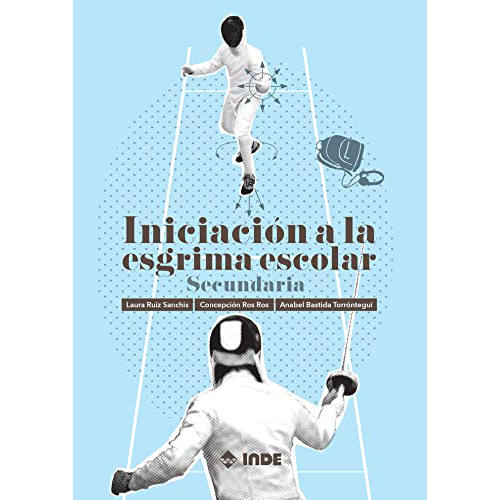 L
Iniciación a la
esgrima escolar
Secundaria
Laura Ruiz Sanchis | Concepción Ros Ros | Anabel Bastida Torróntegui
INDE